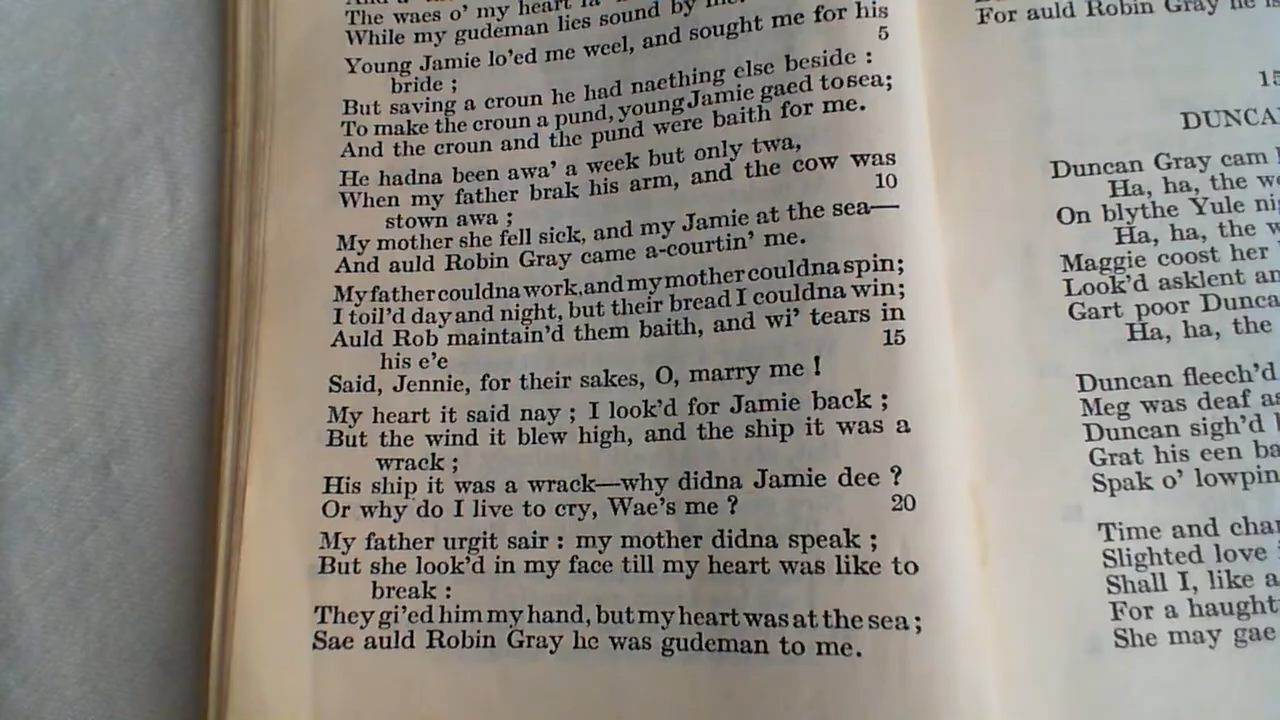 The waes o' my heart
While my gudeman lies sound by me.
Young Jamie lo'ed me weel, and sought me for his
bride ; 5
But saving a croun he had naething else beside :
To make the croun a pund, young Jamie gaed to sea;
And the croun and the pund were baith for me.
He hadna been awa' a week but only twa,
When my father brak his arm, and the cow was
stown awa ; 10
My mother she fell sick, and my Jamie at the sea—
And auld Robin Gray came a-courtin' me.
My father couldna work, and my mother couldna spin;
I toil'd day and night, but their bread I couldna win;
Auld Rob maintain'd them baith, and wi' tears in
his e'e 15
Said, Jennie, for their sakes, O, marry me !
My heart it said nay ; I look'd for Jamie back ;
But the wind it blew high, and the ship it was a
wrack ;
His ship it was a wrack—why didna Jamie dee ?
Or why do I live to cry, Wae's me ? 20
My father urgit sair : my mother didna speak ;
But she look'd in my face till my heart was like to
break :
They gi'ed him my hand, but my heart was at the sea ;
Sae auld Robin Gray he was gudeman to me.
For auld Robin Gray he
DUNCA
Duncan Gray cam
Ha, ha, the
On blythe Yule
Ha, ha, the
Maggie coost her
Look'd asklent
Gart poor Dunca
Ha, ha, the
Duncan fleech'd
Meg was deaf
Duncan sigh'd
Grat his een
Spak o' lowpin
Time and
Slighted love
Shall I, like
For a haught
She may gae